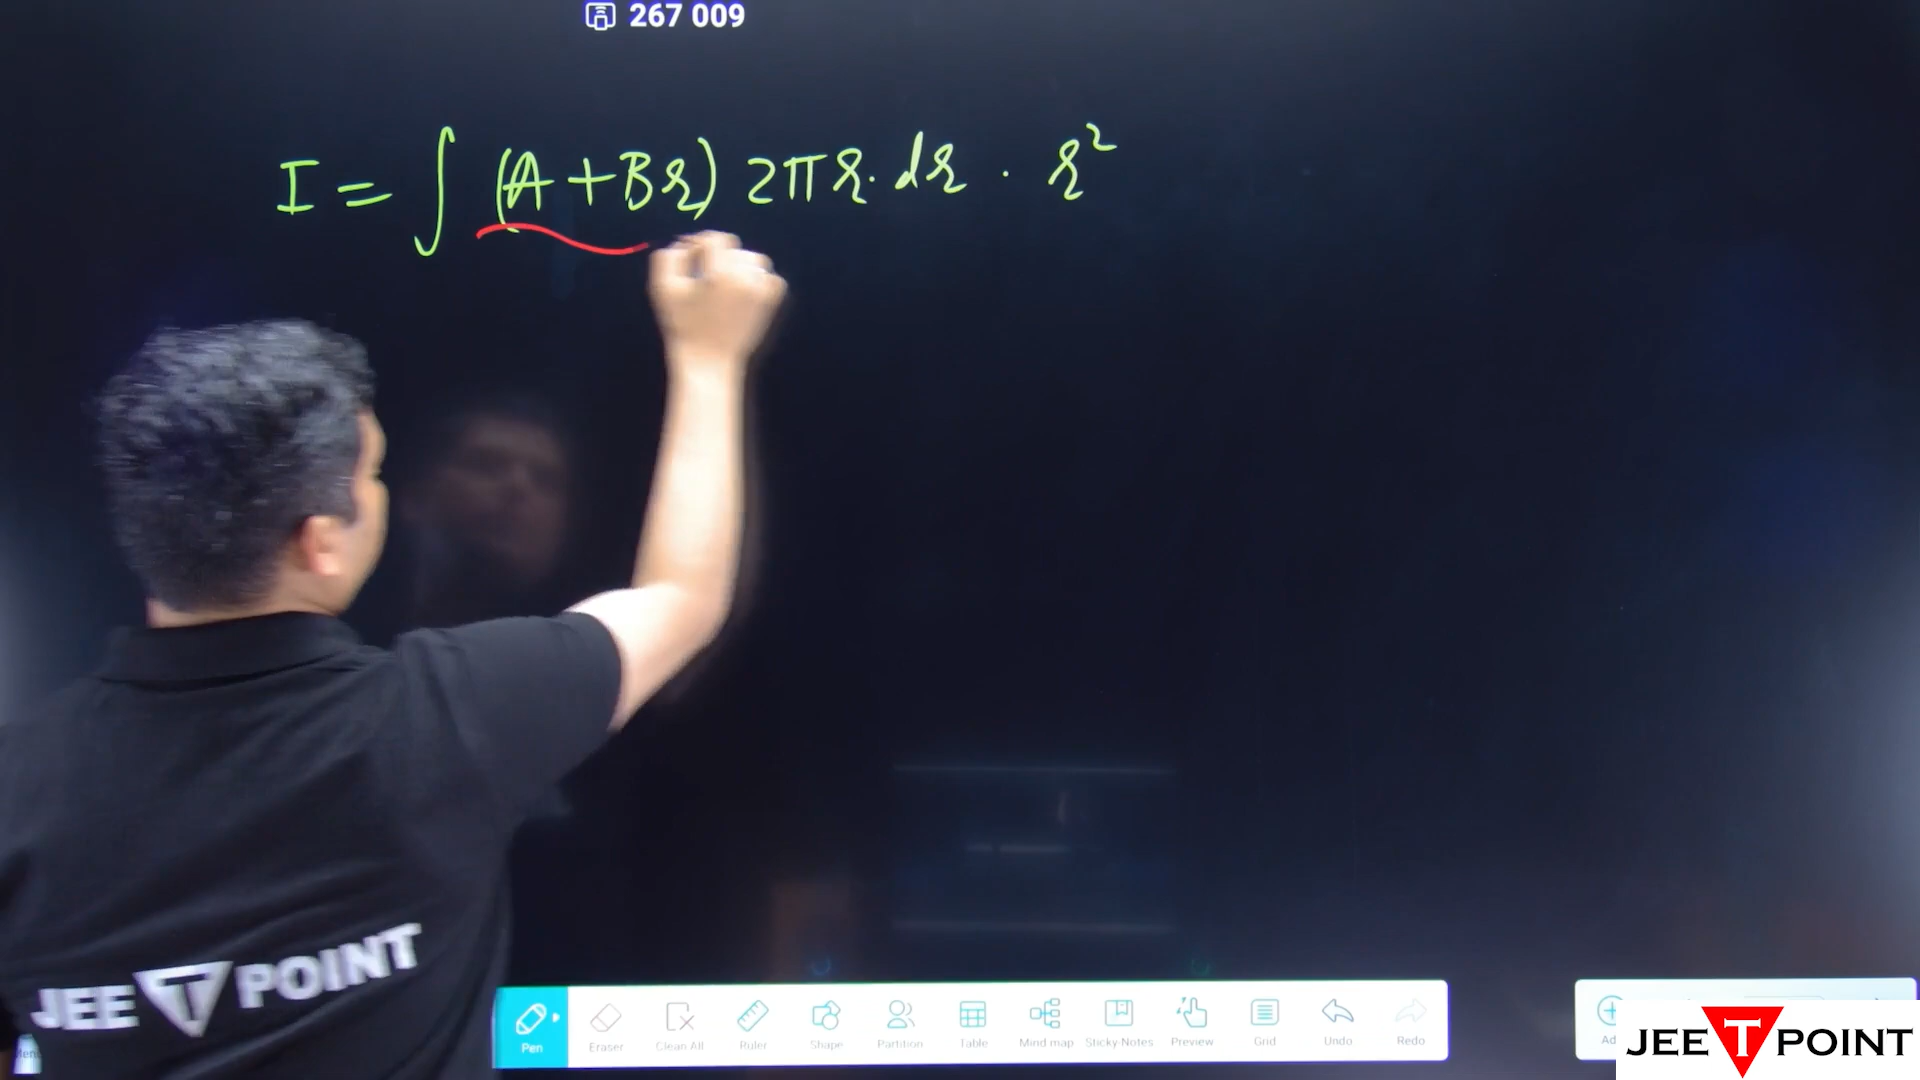 267 009
I = ∫ (A + Br) 2πr · dr · r²
JEE T POINT
Pen
Eraser
Clean All
Ruler
Shape
Partition
Table
Mind map
Sticky Notes
Preview
Grid
Undo
Redo
JEE T POINT